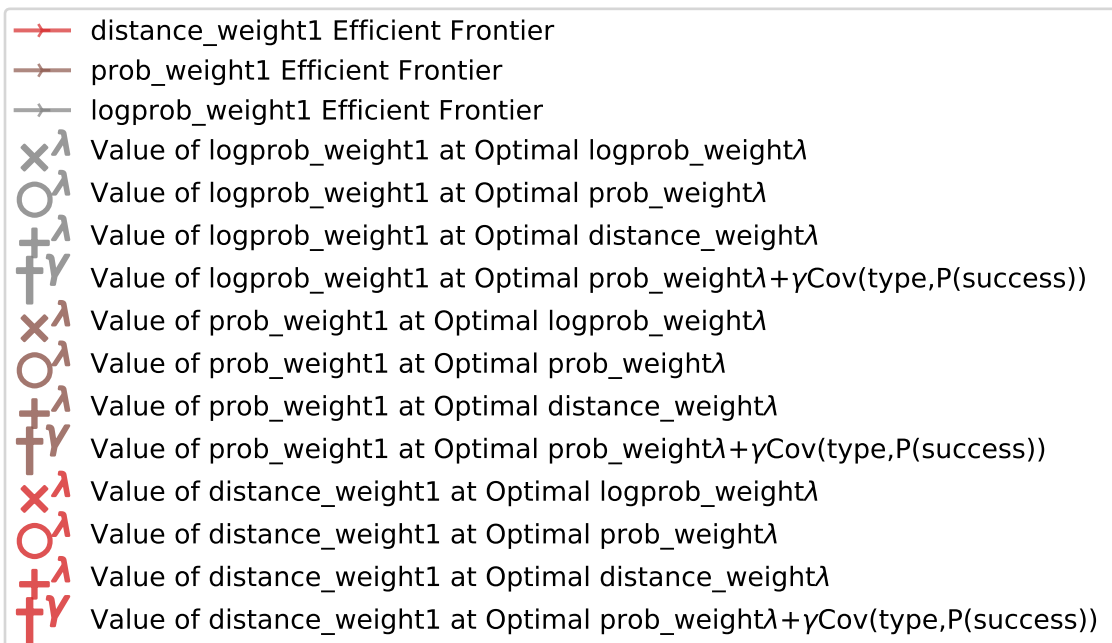 distance_weight1 Efficient Frontier
prob_weight1 Efficient Frontier
logprob_weight1 Efficient Frontier
λ Value of logprob_weight1 at Optimal logprob_weightλ
λ Value of logprob_weight1 at Optimal prob_weightλ
λ Value of logprob_weight1 at Optimal distance_weightλ
γ Value of logprob_weight1 at Optimal prob_weightλ+γCov(type,P(success))
λ Value of prob_weight1 at Optimal logprob_weightλ
λ Value of prob_weight1 at Optimal prob_weightλ
λ Value of prob_weight1 at Optimal distance_weightλ
γ Value of prob_weight1 at Optimal prob_weightλ+γCov(type,P(success))
λ Value of distance_weight1 at Optimal logprob_weightλ
λ Value of distance_weight1 at Optimal prob_weightλ
λ Value of distance_weight1 at Optimal distance_weightλ
γ Value of distance_weight1 at Optimal prob_weightλ+γCov(type,P(success))